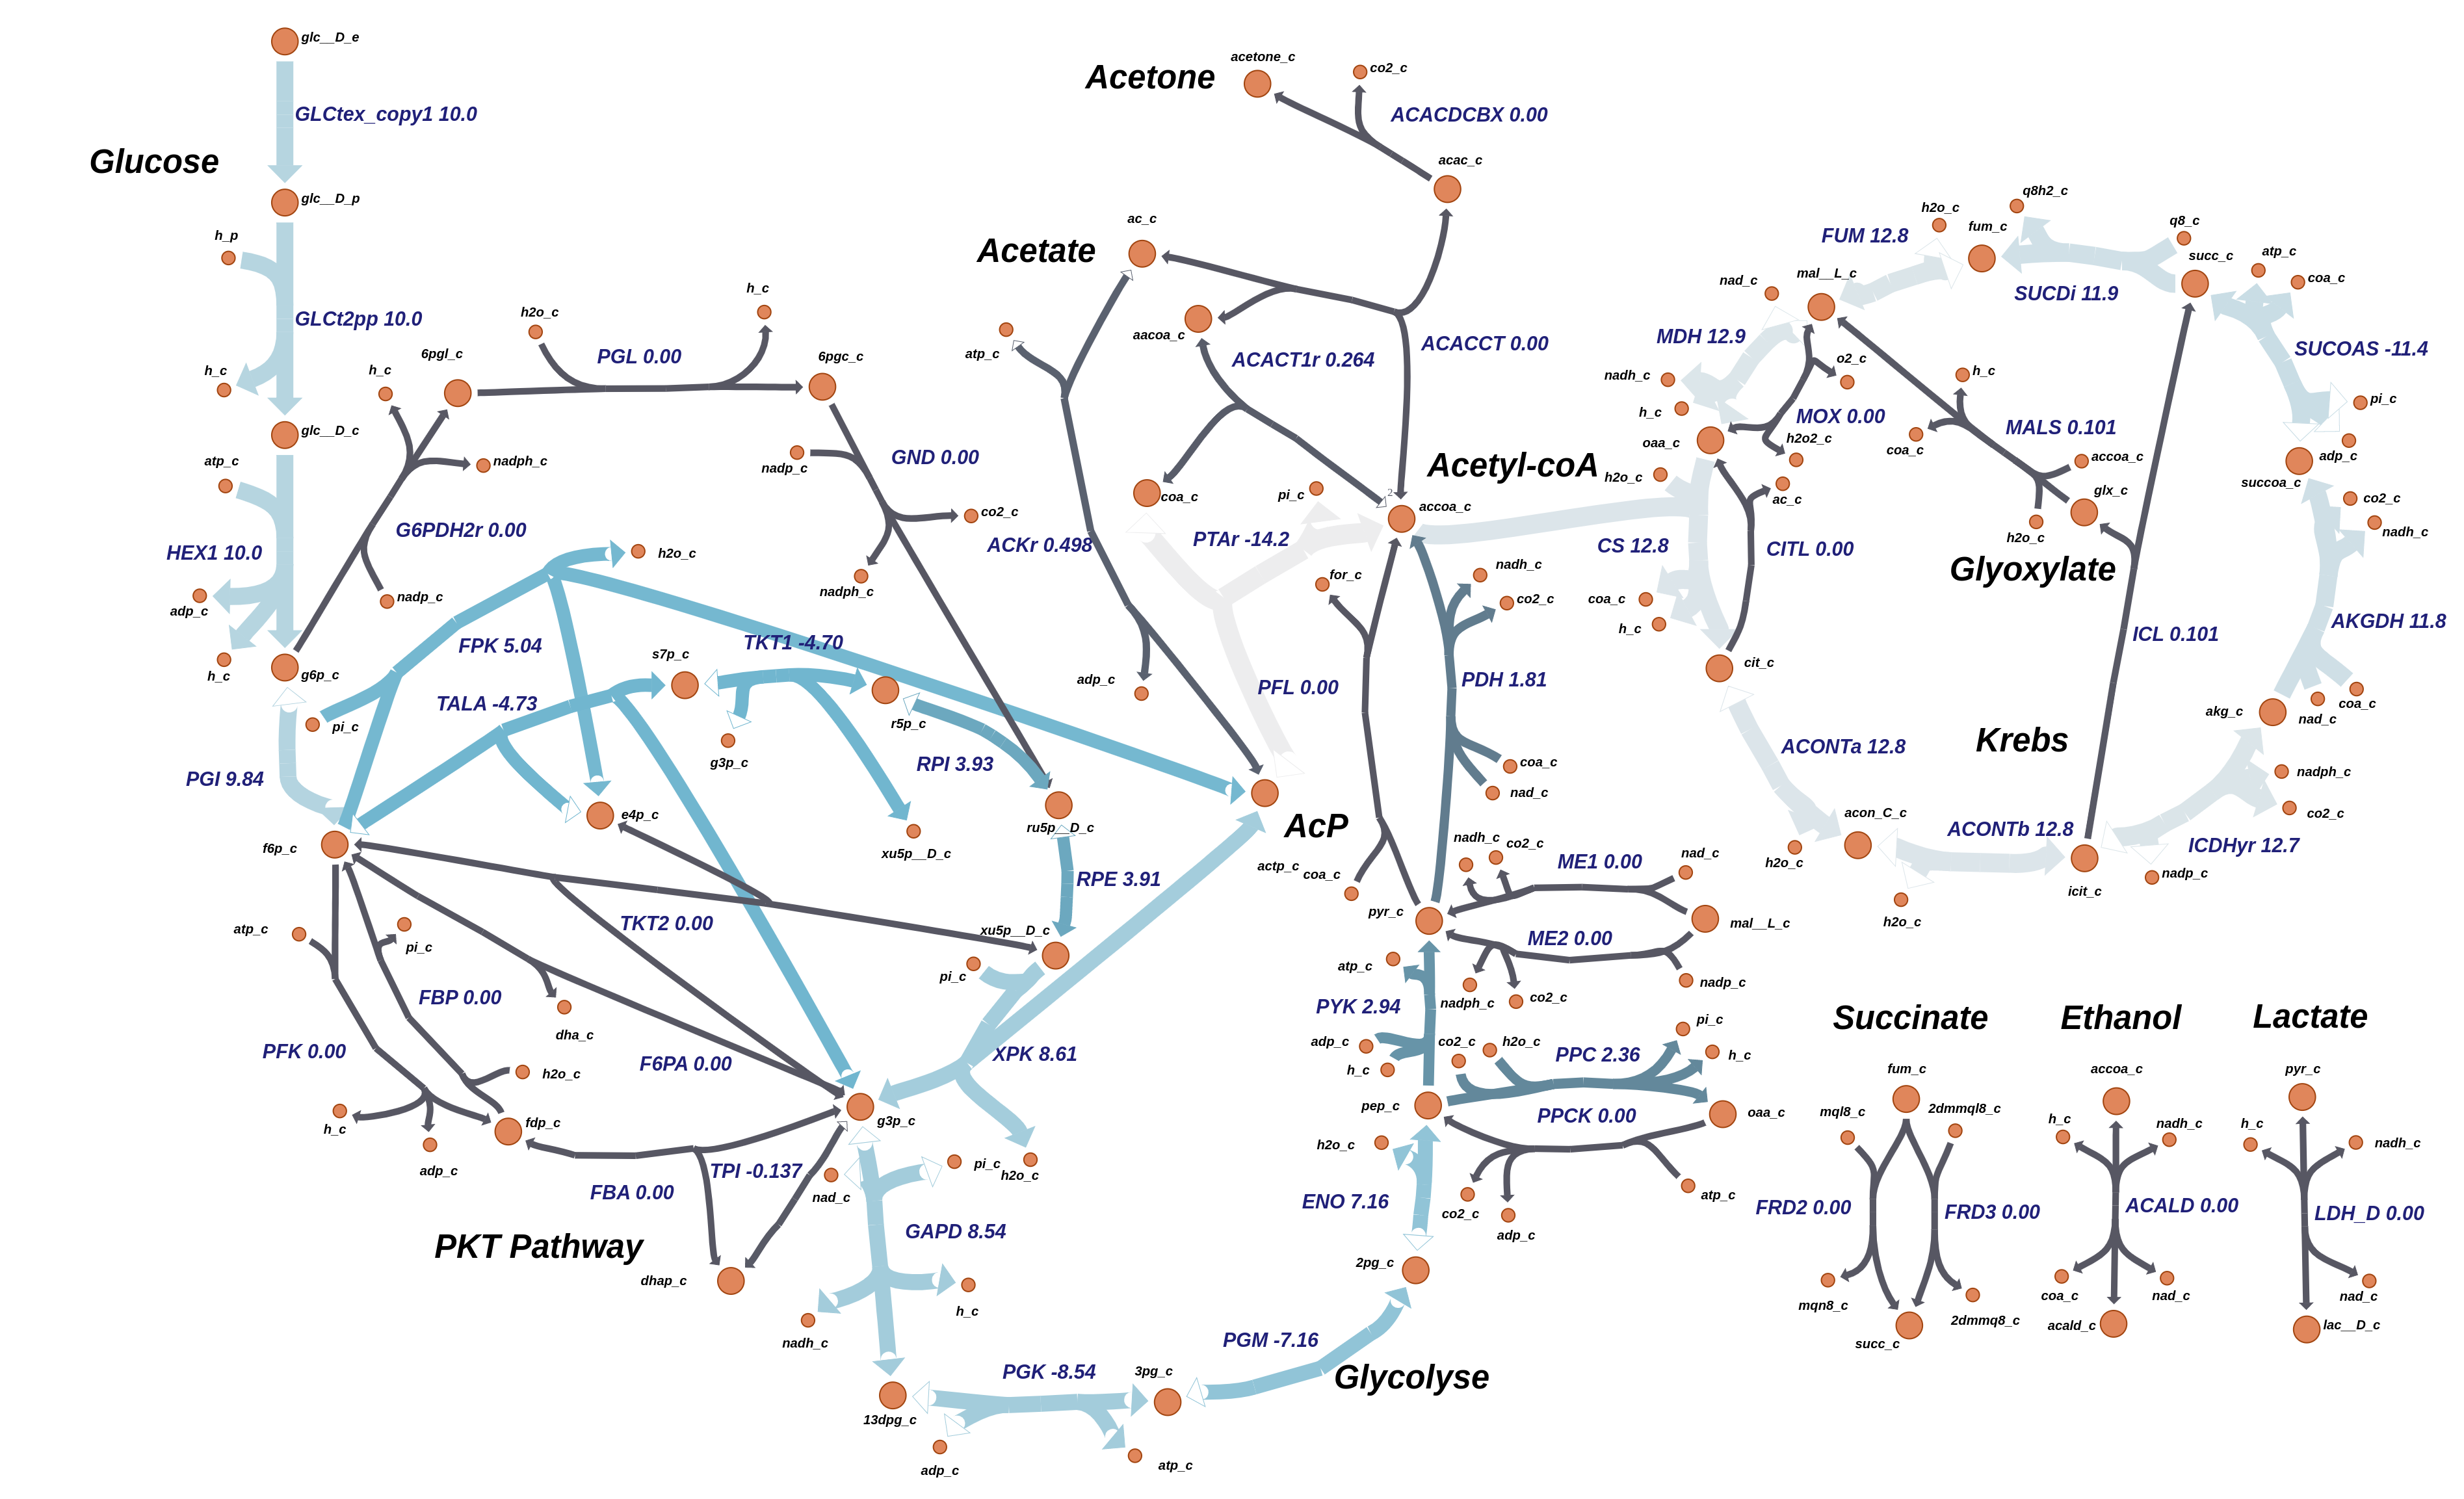 glc__D_e
GLCtex_copy1 10.0
Glucose
glc__D_p
h_p
GLCt2pp 10.0
h_c
glc__D_c
atp_c
HEX1 10.0
adp_c
h_c
g6p_c
6pgl_c
h_c
nadph_c
G6PDH2r 0.00
nadp_c
h2o_c
PGL 0.00
h_c
6pgc_c
nadp_c
GND 0.00
co2_c
nadph_c
h2o_c
FPK 5.04
TKT1 -4.70
s7p_c
TALA -4.73
pi_c
PGI 9.84
g3p_c
r5p_c
RPI 3.93
e4p_c
xu5p__D_c
ru5p__D_c
f6p_c
RPE 3.91
TKT2 0.00
xu5p__D_c
pi_c
atp_c
pi_c
FBP 0.00
dha_c
PFK 0.00
h2o_c
F6PA 0.00
XPK 8.61
h_c
adp_c
fdp_c
g3p_c
FBA 0.00
TPI -0.137
nad_c
pi_c
h2o_c
PKT Pathway
dhap_c
GAPD 8.54
h_c
nadh_c
13dpg_c
PGK -8.54
adp_c
3pg_c
atp_c
PGM -7.16
Glycolyse
2pg_c
ENO 7.16
h2o_c
Acetone
acetone_c
co2_c
ACACDCBX 0.00
acac_c
ac_c
Acetate
atp_c
aacoa_c
ACACT1r 0.264
ACACCT 0.00
coa_c
pi_c
2
accoa_c
Acetyl-coA
ACKr 0.498
PTAr -14.2
adp_c
for_c
nadh_c
co2_c
PFL 0.00
PDH 1.81
coa_c
nad_c
AcP
actp_c
coa_c
nadh_c
co2_c
ME1 0.00
nad_c
pyr_c
mal__L_c
ME2 0.00
atp_c
nadph_c
co2_c
nadp_c
PYK 2.94
adp_c
h_c
co2_c
h2o_c
PPC 2.36
pi_c
h_c
pep_c
PPCK 0.00
oaa_c
co2_c
adp_c
atp_c
q8h2_c
h2o_c
fum_c
q8_c
FUM 12.8
succ_c
atp_c
coa_c
nad_c
mal__L_c
SUCDi 11.9
MDH 12.9
SUCOAS -11.4
nadh_c
o2_c
h_c
h_c
MOX 0.00
pi_c
oaa_c
h2o2_c
MALS 0.101
coa_c
accoa_c
adp_c
h2o_c
ac_c
glx_c
succoa_c
co2_c
nadh_c
h2o_c
CS 12.8
CITL 0.00
Glyoxylate
coa_c
h_c
ICL 0.101
AKGDH 11.8
cit_c
akg_c
coa_c
nad_c
Krebs
ACONTa 12.8
nadph_c
co2_c
acon_C_c
ACONTb 12.8
ICDHyr 12.7
h2o_c
nadp_c
icit_c
h2o_c
Succinate
Ethanol
Lactate
fum_c
mql8_c
2dmmql8_c
FRD2 0.00
FRD3 0.00
mqn8_c
succ_c
2dmmq8_c
accoa_c
h_c
nadh_c
ACALD 0.00
coa_c
nad_c
acald_c
pyr_c
h_c
nadh_c
LDH_D 0.00
nad_c
lac__D_c